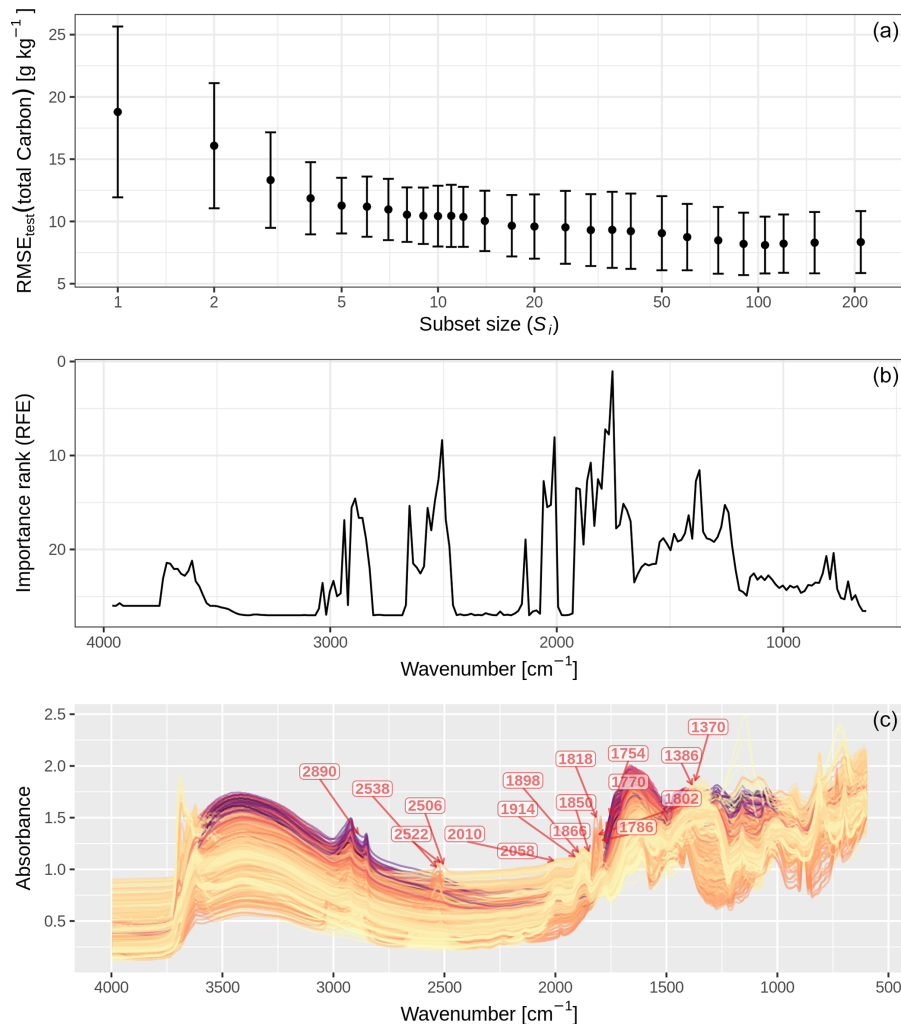 (a)
RMSE_test(total Carbon) [g kg⁻¹]
25
20
15
10
5
1 2 5 10 20 50 100 200
Subset size (S_i)
(b)
Importance rank (RFE)
0
10
20
4000 3000 2000 1000
Wavenumber [cm⁻¹]
(c)
Absorbance
2.5
2.0
1.5
1.0
0.5
1370
1818 1754 1386
2890
2538 1898 1770
2506 1914 1850 1802
2522 2010 1866 1786
2058
4000 3500 3000 2500 2000 1500 1000 500
Wavenumber [cm⁻¹]